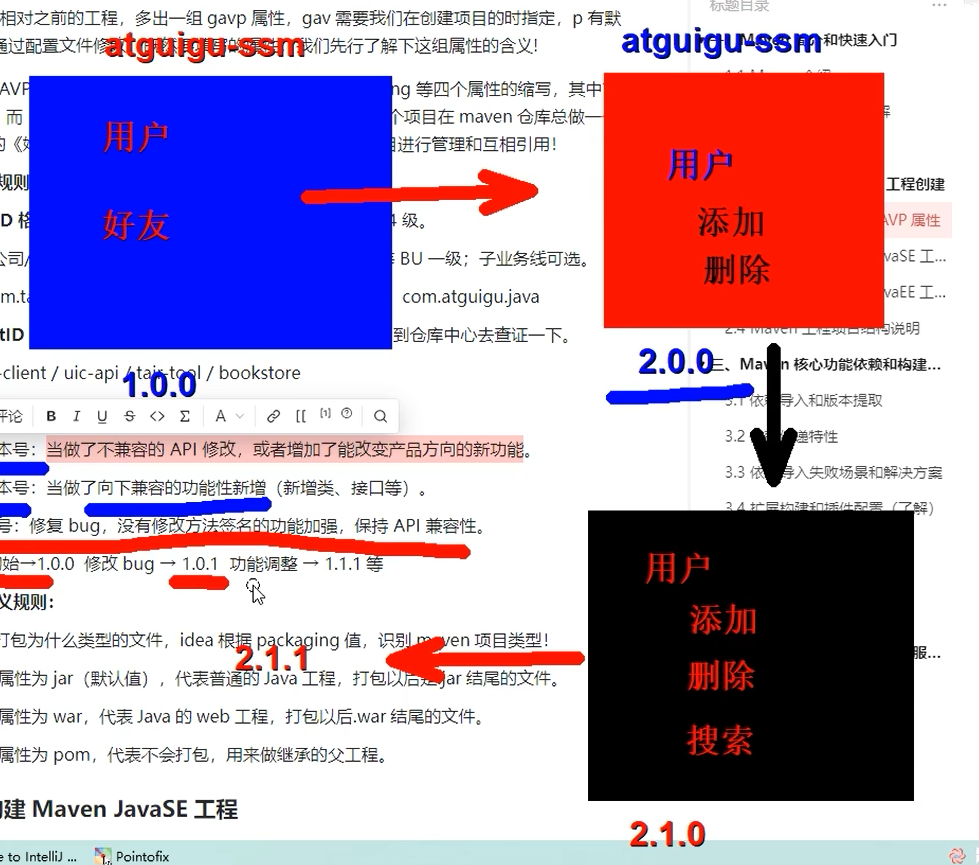 相对之前的工程，多出一组 gavp 属性，gav 需要我们在创建项目的时指定，p 有默
通过配置文件修
我们先行了解下这组属性的含义!
atguigu-ssm
AVP
ng 等四个属性的缩写，其中
而
个项目在 maven 仓库总做一
进行管理和互相引用!
用户
好友
规则
ID 格
4 级。
公司/
BU 一级；子业务线可选。
com.atguigu.java
tID
到仓库中心去查证一下。
-client / uic-api / tair-tool / bookstore
1.0.0
评论 B I U S <> Σ A [[ [1] ?
本号：当做了不兼容的 API 修改，或者增加了能改变产品方向的新功能。
本号：当做了向下兼容的功能性新增（新增类、接口等）。
号：修复 bug，没有修改方法签名的功能加强，保持 API 兼容性。
始→1.0.0 修改 bug → 1.0.1 功能调整 → 1.1.1 等
义规则：
打包为什么类型的文件，idea 根据 packaging 值，识别 maven 项目类型!
2.1.1
属性为 jar（默认值），代表普通的 Java 工程，打包以后是.jar 结尾的文件。
属性为 war，代表 Java 的 web 工程，打包以后.war 结尾的文件。
属性为 pom，代表不会打包，用来做继承的父工程。
构建 Maven JavaSE 工程
标题目录
atguigu-ssm
和快速入门
用户
添加
删除
工程创建
AVP 属性
vaSE 工...
vaEE 工...
2.4 Maven 工程项目结构说明
2.0.0
三、Maven 核心功能依赖和构建...
3.1 依赖导入和版本提取
3.2 依赖传递特性
3.3 依赖导入失败场景和解决方案
3.4 扩展构建和插件配置（了解）
用户
添加
删除
搜索
服...
2.1.0
e to IntelliJ ...
Pointofix